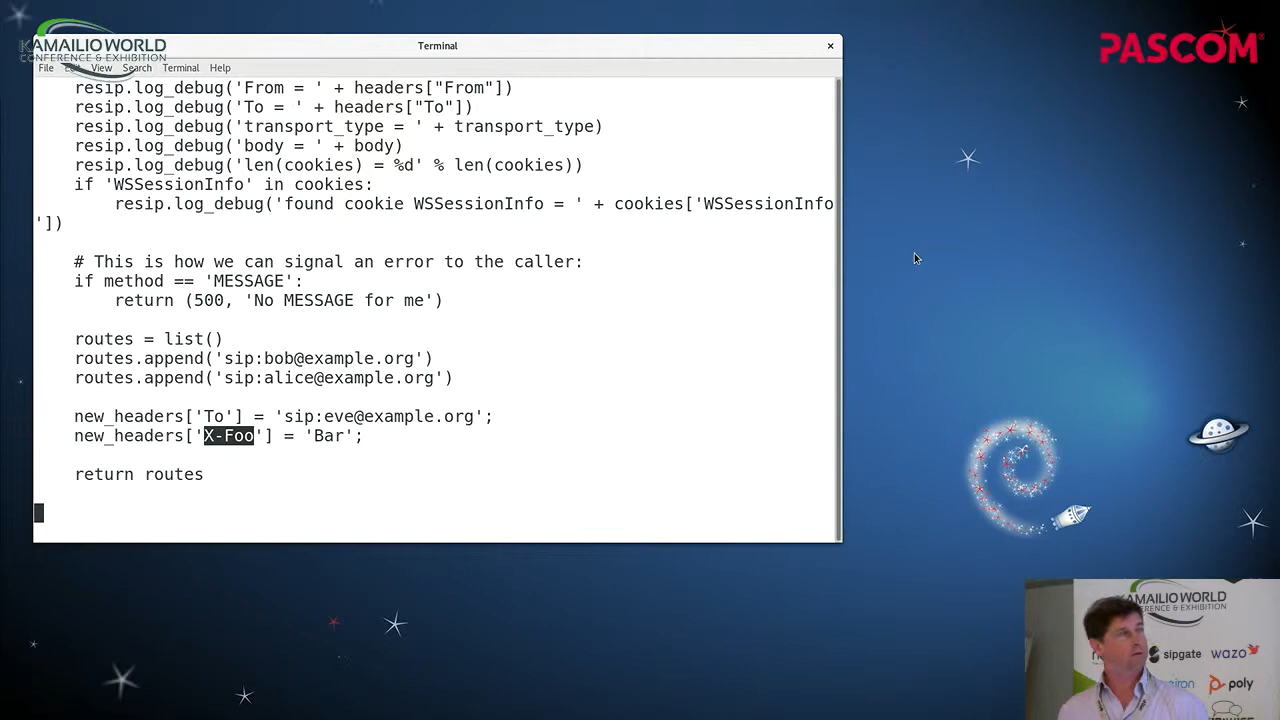 KAMAILIO WORLD
CONFERENCE & EXHIBITION
Terminal
PASCOM
File
View
Search
Terminal
Help
resip.log_debug('From = ' + headers["From"])
resip.log_debug('To = ' + headers["To"])
resip.log_debug('transport_type = ' + transport_type)
resip.log_debug('body = ' + body)
resip.log_debug('len(cookies) = %d' % len(cookies))
if 'WSSessionInfo' in cookies:
resip.log_debug('found cookie WSSessionInfo = ' + cookies['WSSessionInfo
'])
# This is how we can signal an error to the caller:
if method == 'MESSAGE':
return (500, 'No MESSAGE for me')
routes = list()
routes.append('sip:bob@example.org')
routes.append('sip:alice@example.org')
new_headers['To'] = 'sip:eve@example.org';
new_headers['X-Foo'] = 'Bar';
return routes
KAMAILIO WORLD
CONFERENCE & EXHIBITION
sipgate
wazo
poly